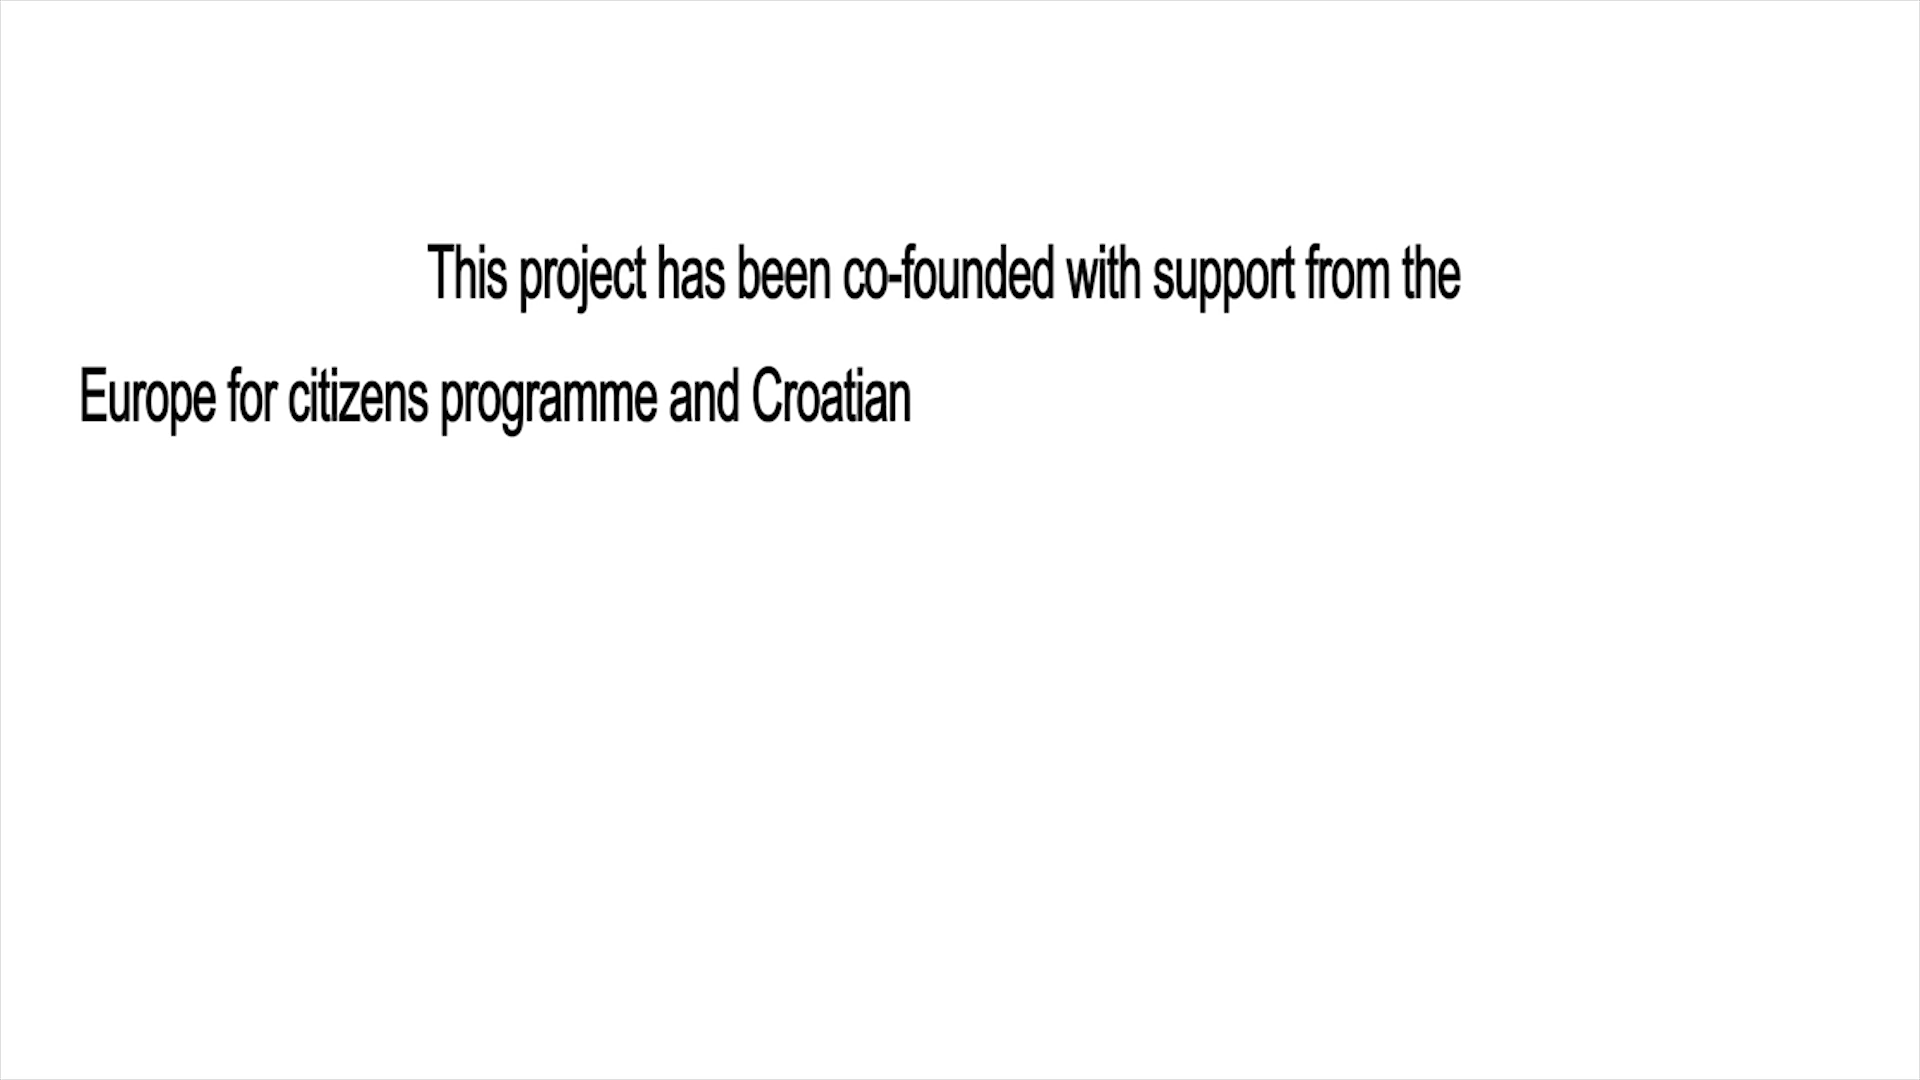 This project has been co-founded with support from the
Europe for citizens programme and Croatian